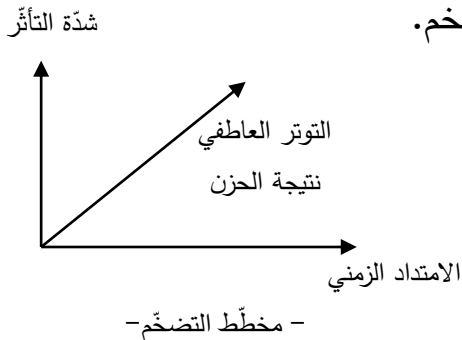 خم.
شدّة التأثّر
التوتر العاطفي
نتيجة الحزن
الامتداد الزمني
- مخطّط التضخّم-